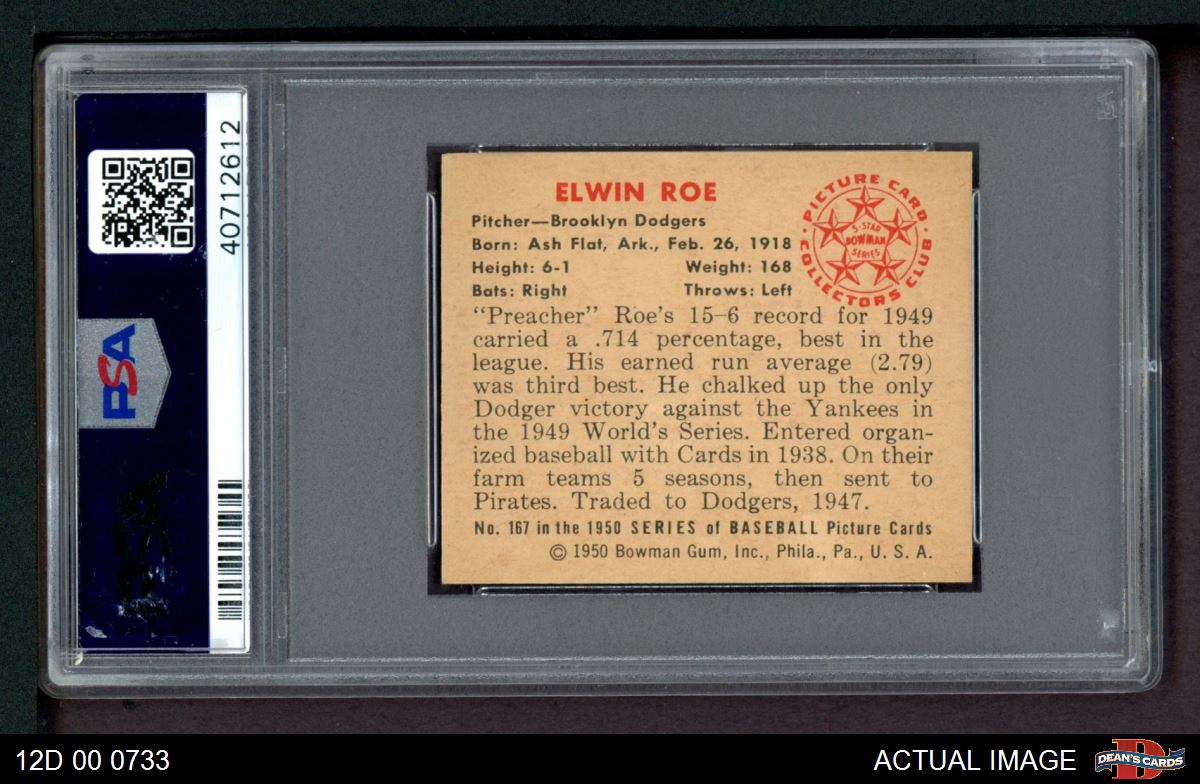 40712612
PSA
ELWIN ROE
Pitcher—Brooklyn Dodgers
Born: Ash Flat, Ark., Feb. 26, 1918
Height: 6-1 Weight: 168
Bats: Right Throws: Left
PICTURE CARD
COLLECTORS CLUB
5-STAR
BOWMAN
SERIES
"Preacher" Roe's 15-6 record for 1949
carried a .714 percentage, best in the
league. His earned run average (2.79)
was third best. He chalked up the only
Dodger victory against the Yankees in
the 1949 World's Series. Entered organ-
ized baseball with Cards in 1938. On their
farm teams 5 seasons, then sent to
Pirates. Traded to Dodgers, 1947.
No. 167 in the 1950 SERIES of BASEBALL Picture Cards
© 1950 Bowman Gum, Inc., Phila., Pa., U. S. A.
12D 00 0733
ACTUAL IMAGE
D
DEAN'S CARDS